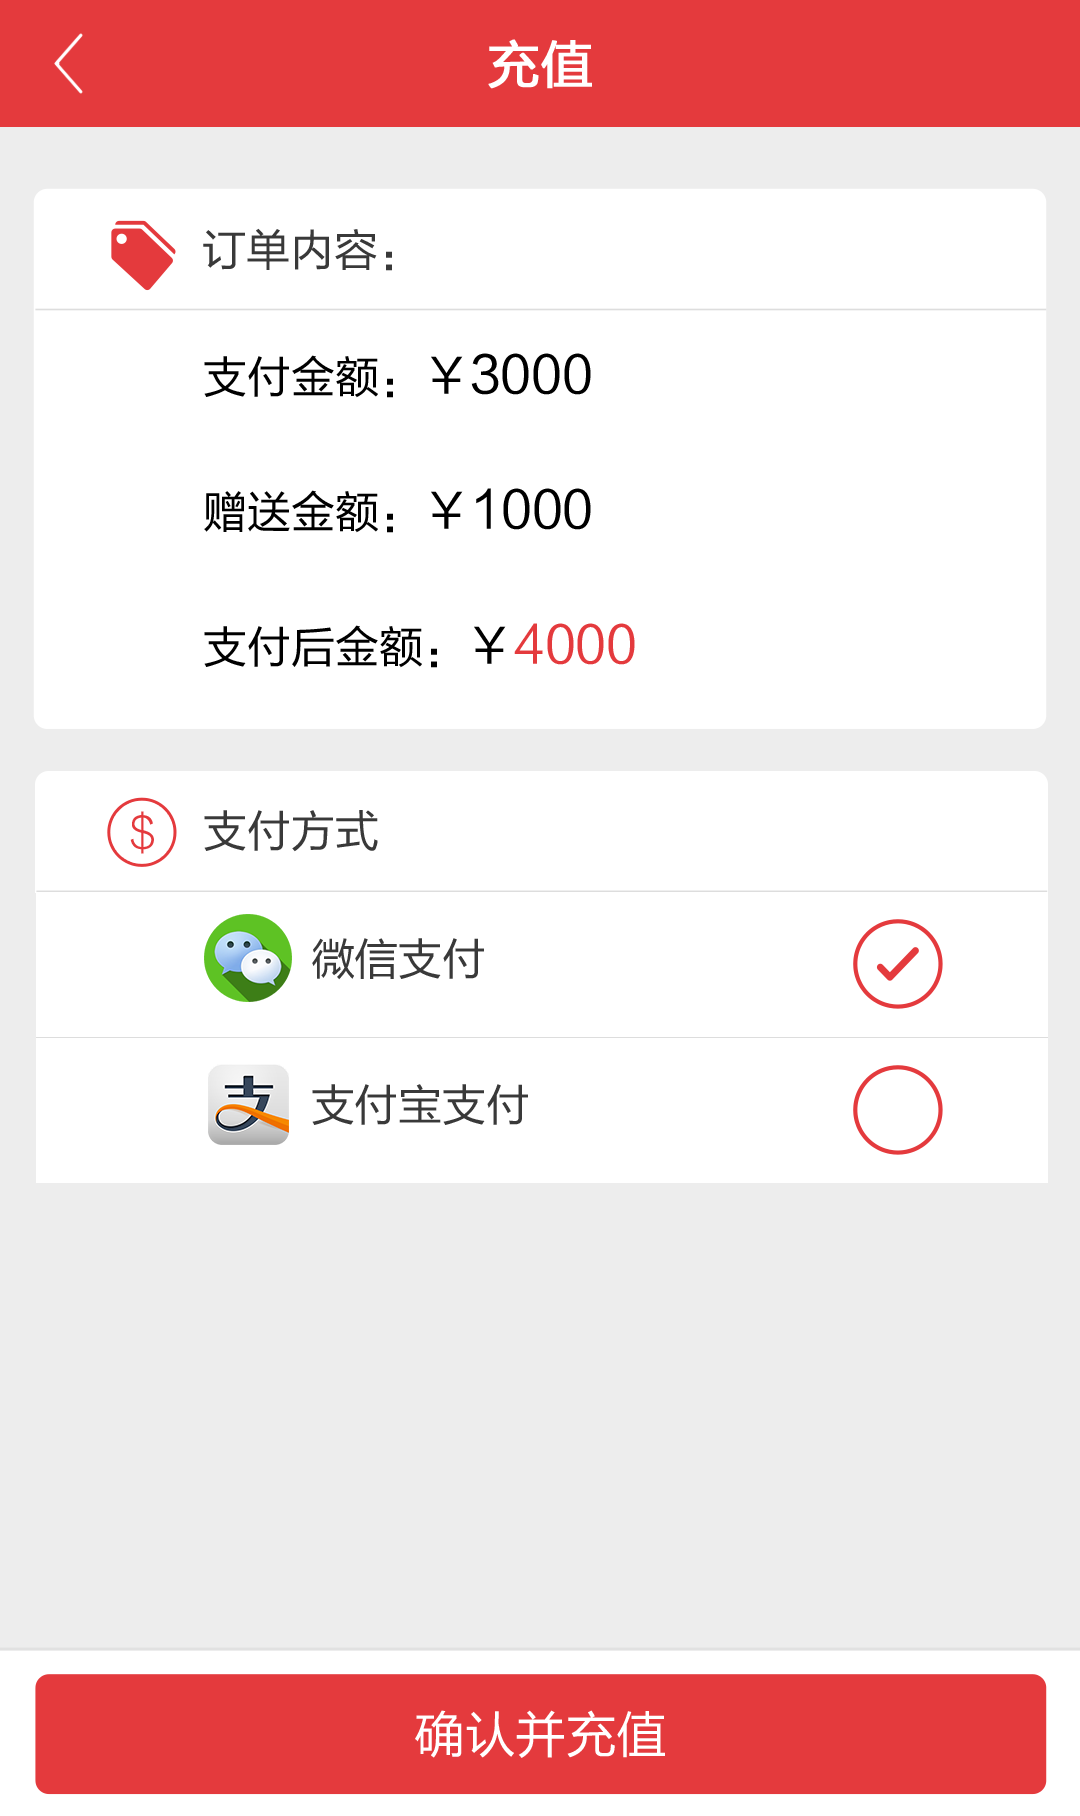 充值
订单内容：
支付金额：￥3000
赠送金额：￥1000
支付后金额：￥4000
$ 支付方式
微信支付
支 支付宝支付
确认并充值